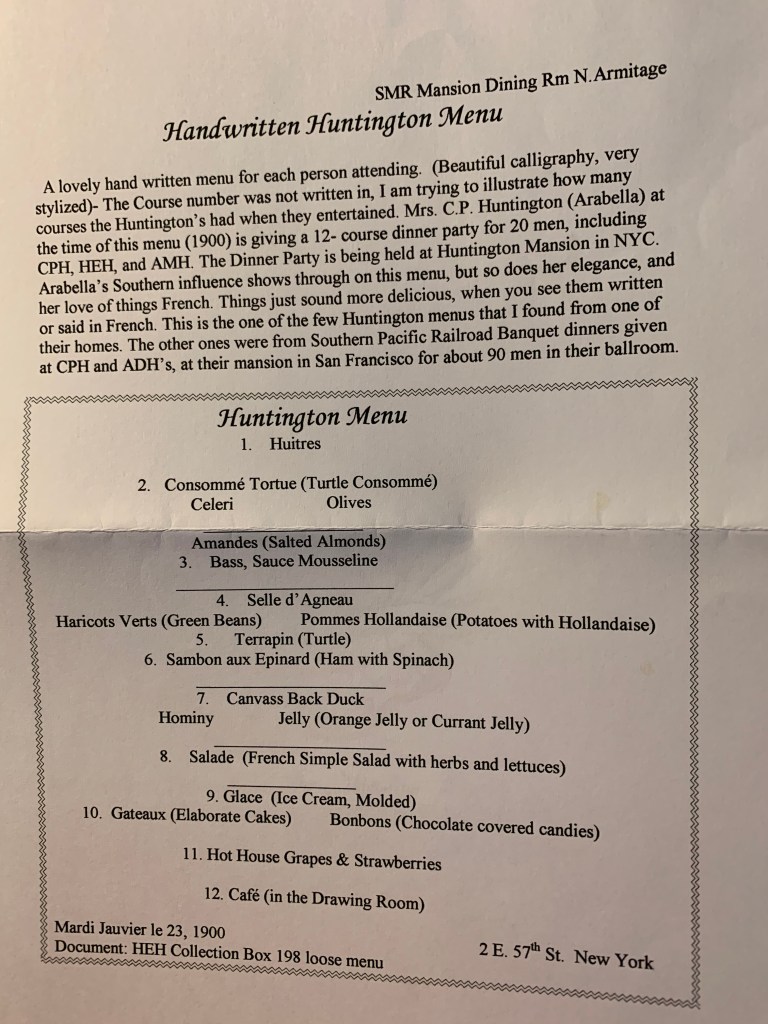 SMR Mansion Dining Rm N.Armitage
Handwritten Huntington Menu
A lovely hand written menu for each person attending. (Beautiful calligraphy, very
stylized)- The Course number was not written in, I am trying to illustrate how many
courses the Huntington's had when they entertained. Mrs. C.P. Huntington (Arabella) at
the time of this menu (1900) is giving a 12- course dinner party for 20 men, including
CPH, HEH, and AMH. The Dinner Party is being held at Huntington Mansion in NYC.
Arabella's Southern influence shows through on this menu, but so does her elegance, and
her love of things French. Things just sound more delicious, when you see them written
or said in French. This is the one of the few Huntington menus that I found from one of
their homes. The other ones were from Southern Pacific Railroad Banquet dinners given
at CPH and ADH's, at their mansion in San Francisco for about 90 men in their ballroom.
Huntington Menu
1. Huitres
2. Consommé Tortue (Turtle Consommé)
Celeri Olives
Amandes (Salted Almonds)
3. Bass, Sauce Mousseline
4. Selle d'Agneau
Haricots Verts (Green Beans) Pommes Hollandaise (Potatoes with Hollandaise)
5. Terrapin (Turtle)
6. Sambon aux Epinard (Ham with Spinach)
7. Canvass Back Duck
Hominy Jelly (Orange Jelly or Currant Jelly)
8. Salade (French Simple Salad with herbs and lettuces)
9. Glace (Ice Cream, Molded)
10. Gateaux (Elaborate Cakes) Bonbons (Chocolate covered candies)
11. Hot House Grapes & Strawberries
12. Café (in the Drawing Room)
Mardi Jauvier le 23, 1900
Document: HEH Collection Box 198 loose menu
2 E. 57th St. New York